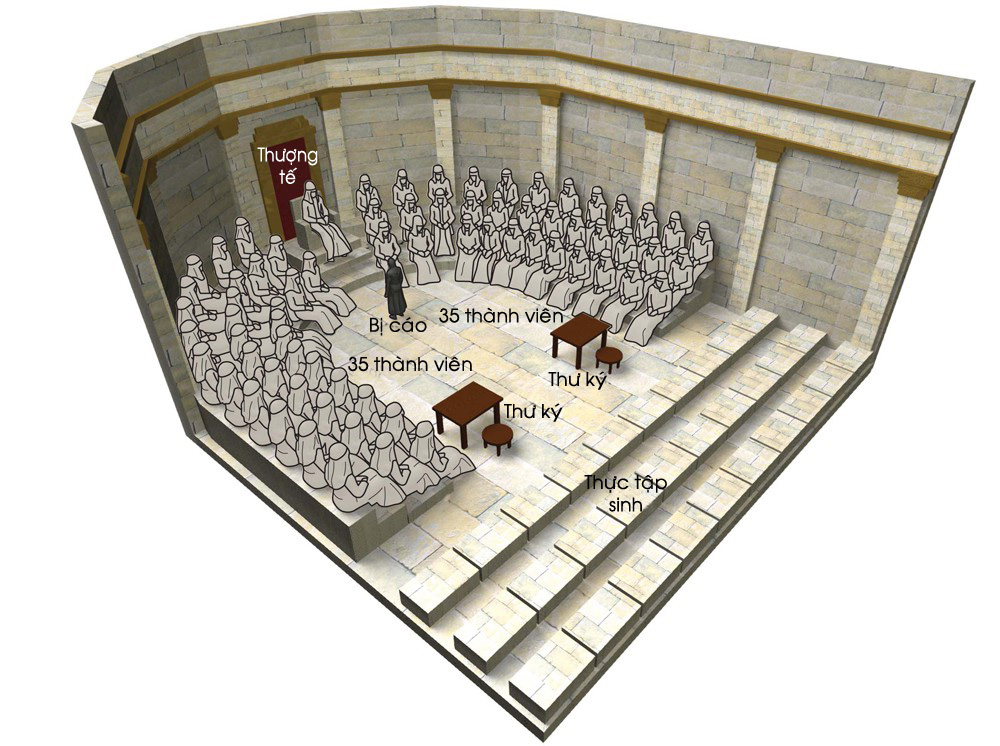 Thượng
tế
Bị cáo
35 thành viên
35 thành viên
Thư ký
Thư ký
Thực tập
sinh